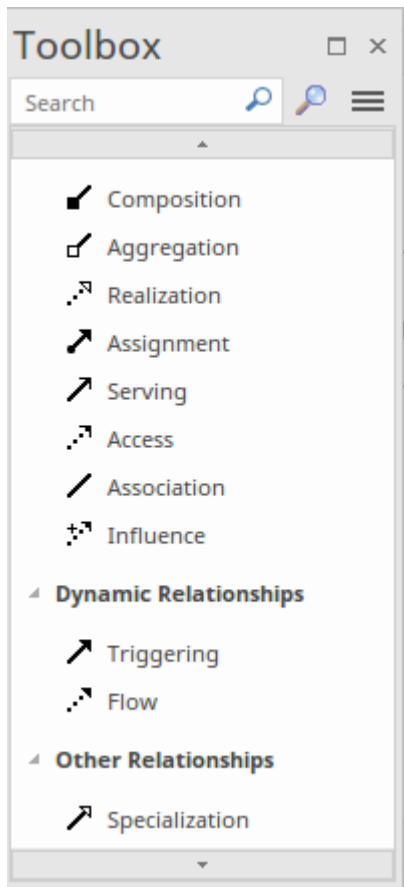 Toolbox
Search
Composition
Aggregation
Realization
Assignment
Serving
Access
Association
Influence
Dynamic Relationships
Triggering
Flow
Other Relationships
Specialization